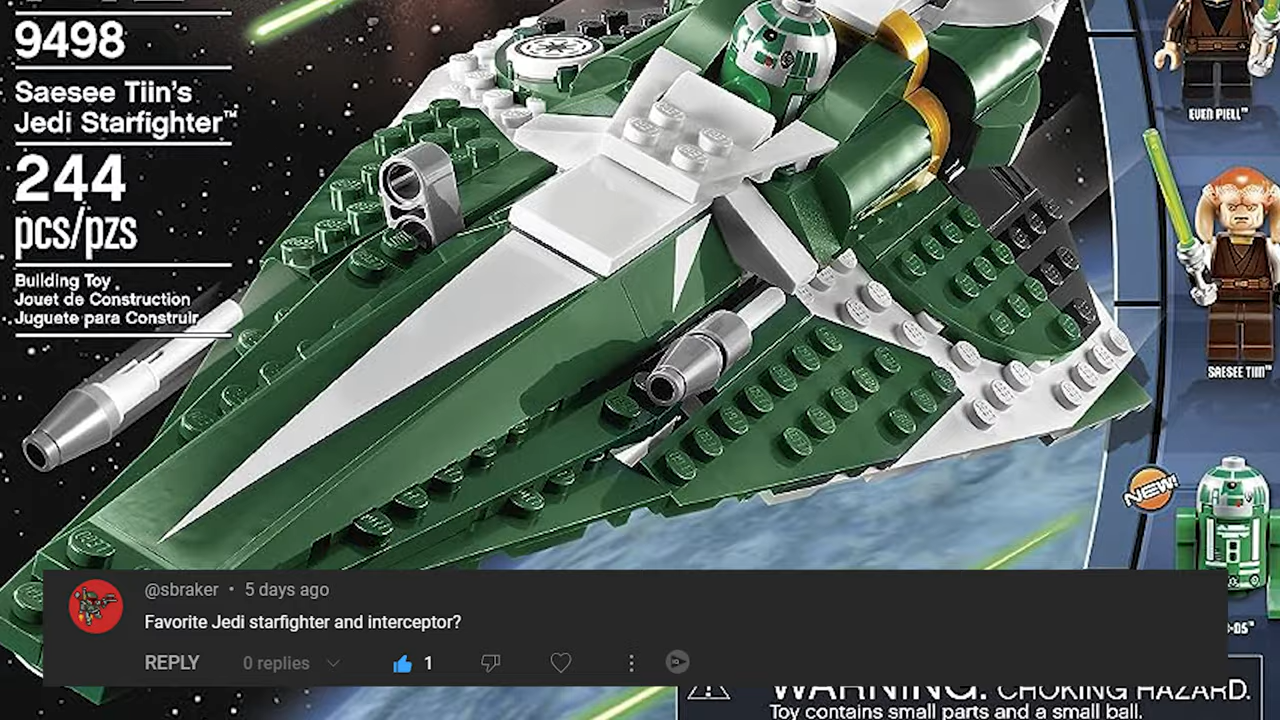 9498
Saesee Tiin's
Jedi Starfighter™
244
pcs/pzs
Building Toy
Jouet de Construction
Juguete para Construir
EVEN PIELL™
SAESEE TIIN™
NEW!
@sbraker • 5 days ago
Favorite Jedi starfighter and interceptor?
REPLY 0 replies 1
WARNING: CHOKING HAZARD.
Toy contains small parts and a small ball.